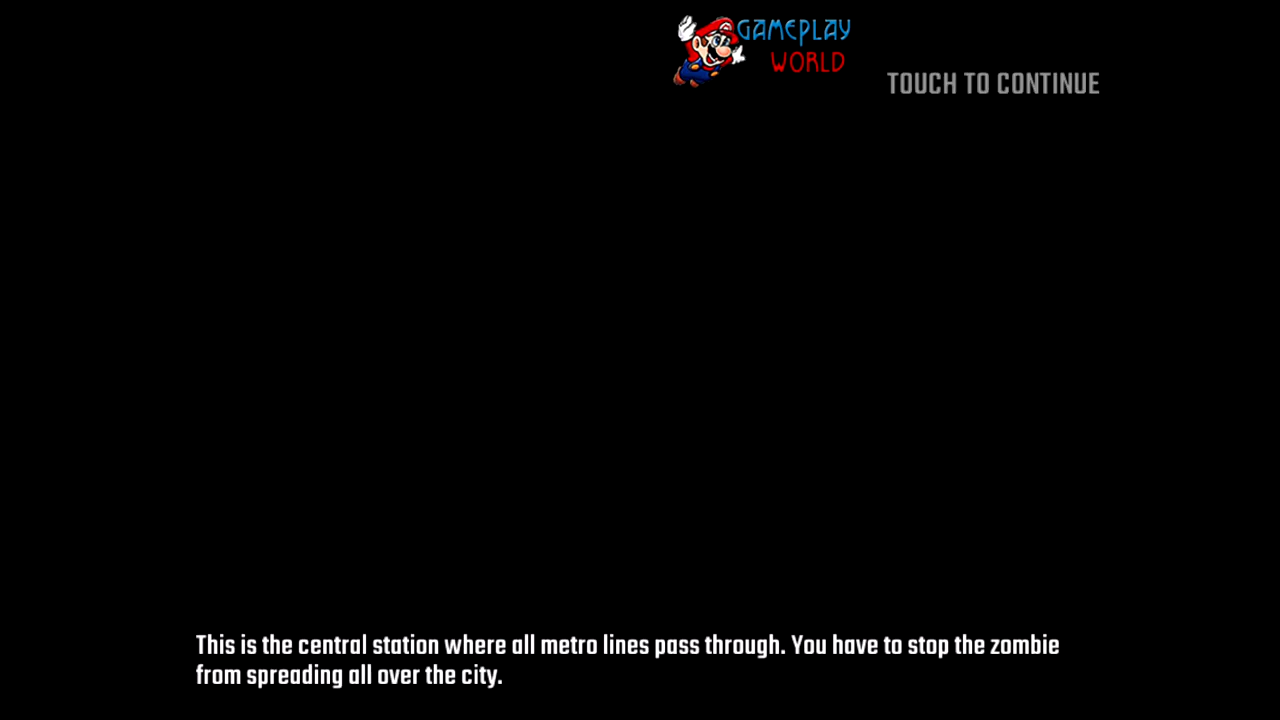 GAMEPLAY
WORLD
TOUCH TO CONTINUE
This is the central station where all metro lines pass through. You have to stop the zombie
from spreading all over the city.